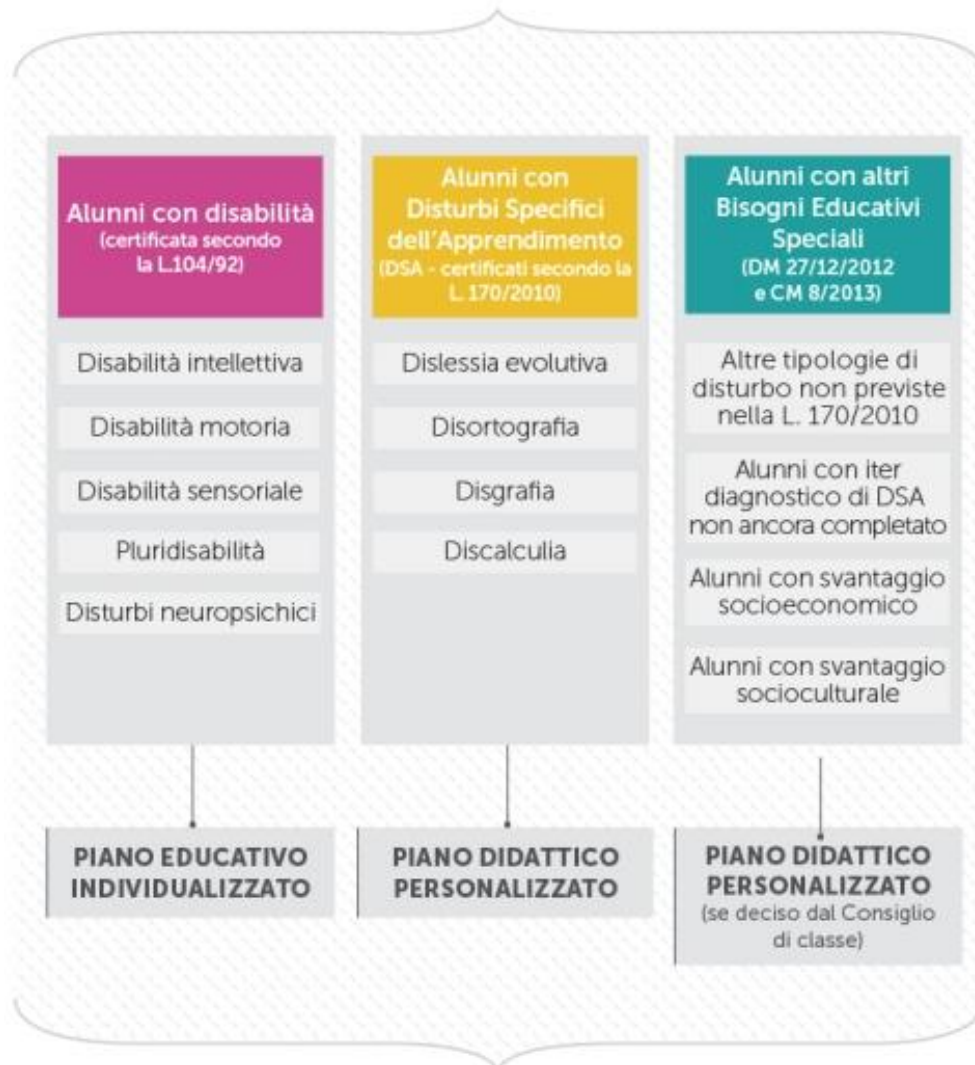 Alunni con disabilità
(certificata secondo
la L.104/92)
Disabilità intellettiva
Disabilità motoria
Disabilità sensoriale
Pluridisabilità
Disturbi neuropsichici
PIANO EDUCATIVO
INDIVIDUALIZZATO
Alunni con
Disturbi Specifici
dell'Apprendimento
(DSA - certificati secondo la
L. 170/2010)
Dislessia evolutiva
Disortografia
Disgrafia
Discalculia
PIANO DIDATTICO
PERSONALIZZATO
Alunni con altri
Bisogni Educativi
Speciali
(DM 27/12/2012
e CM 8/2013)
Altre tipologie di
disturbo non previste
nella L. 170/2010
Alunni con iter
diagnostico di DSA
non ancora completato
Alunni con svantaggio
socioeconomico
Alunni con svantaggio
socioculturale
PIANO DIDATTICO
PERSONALIZZATO
(se deciso dal Consiglio
di classe)